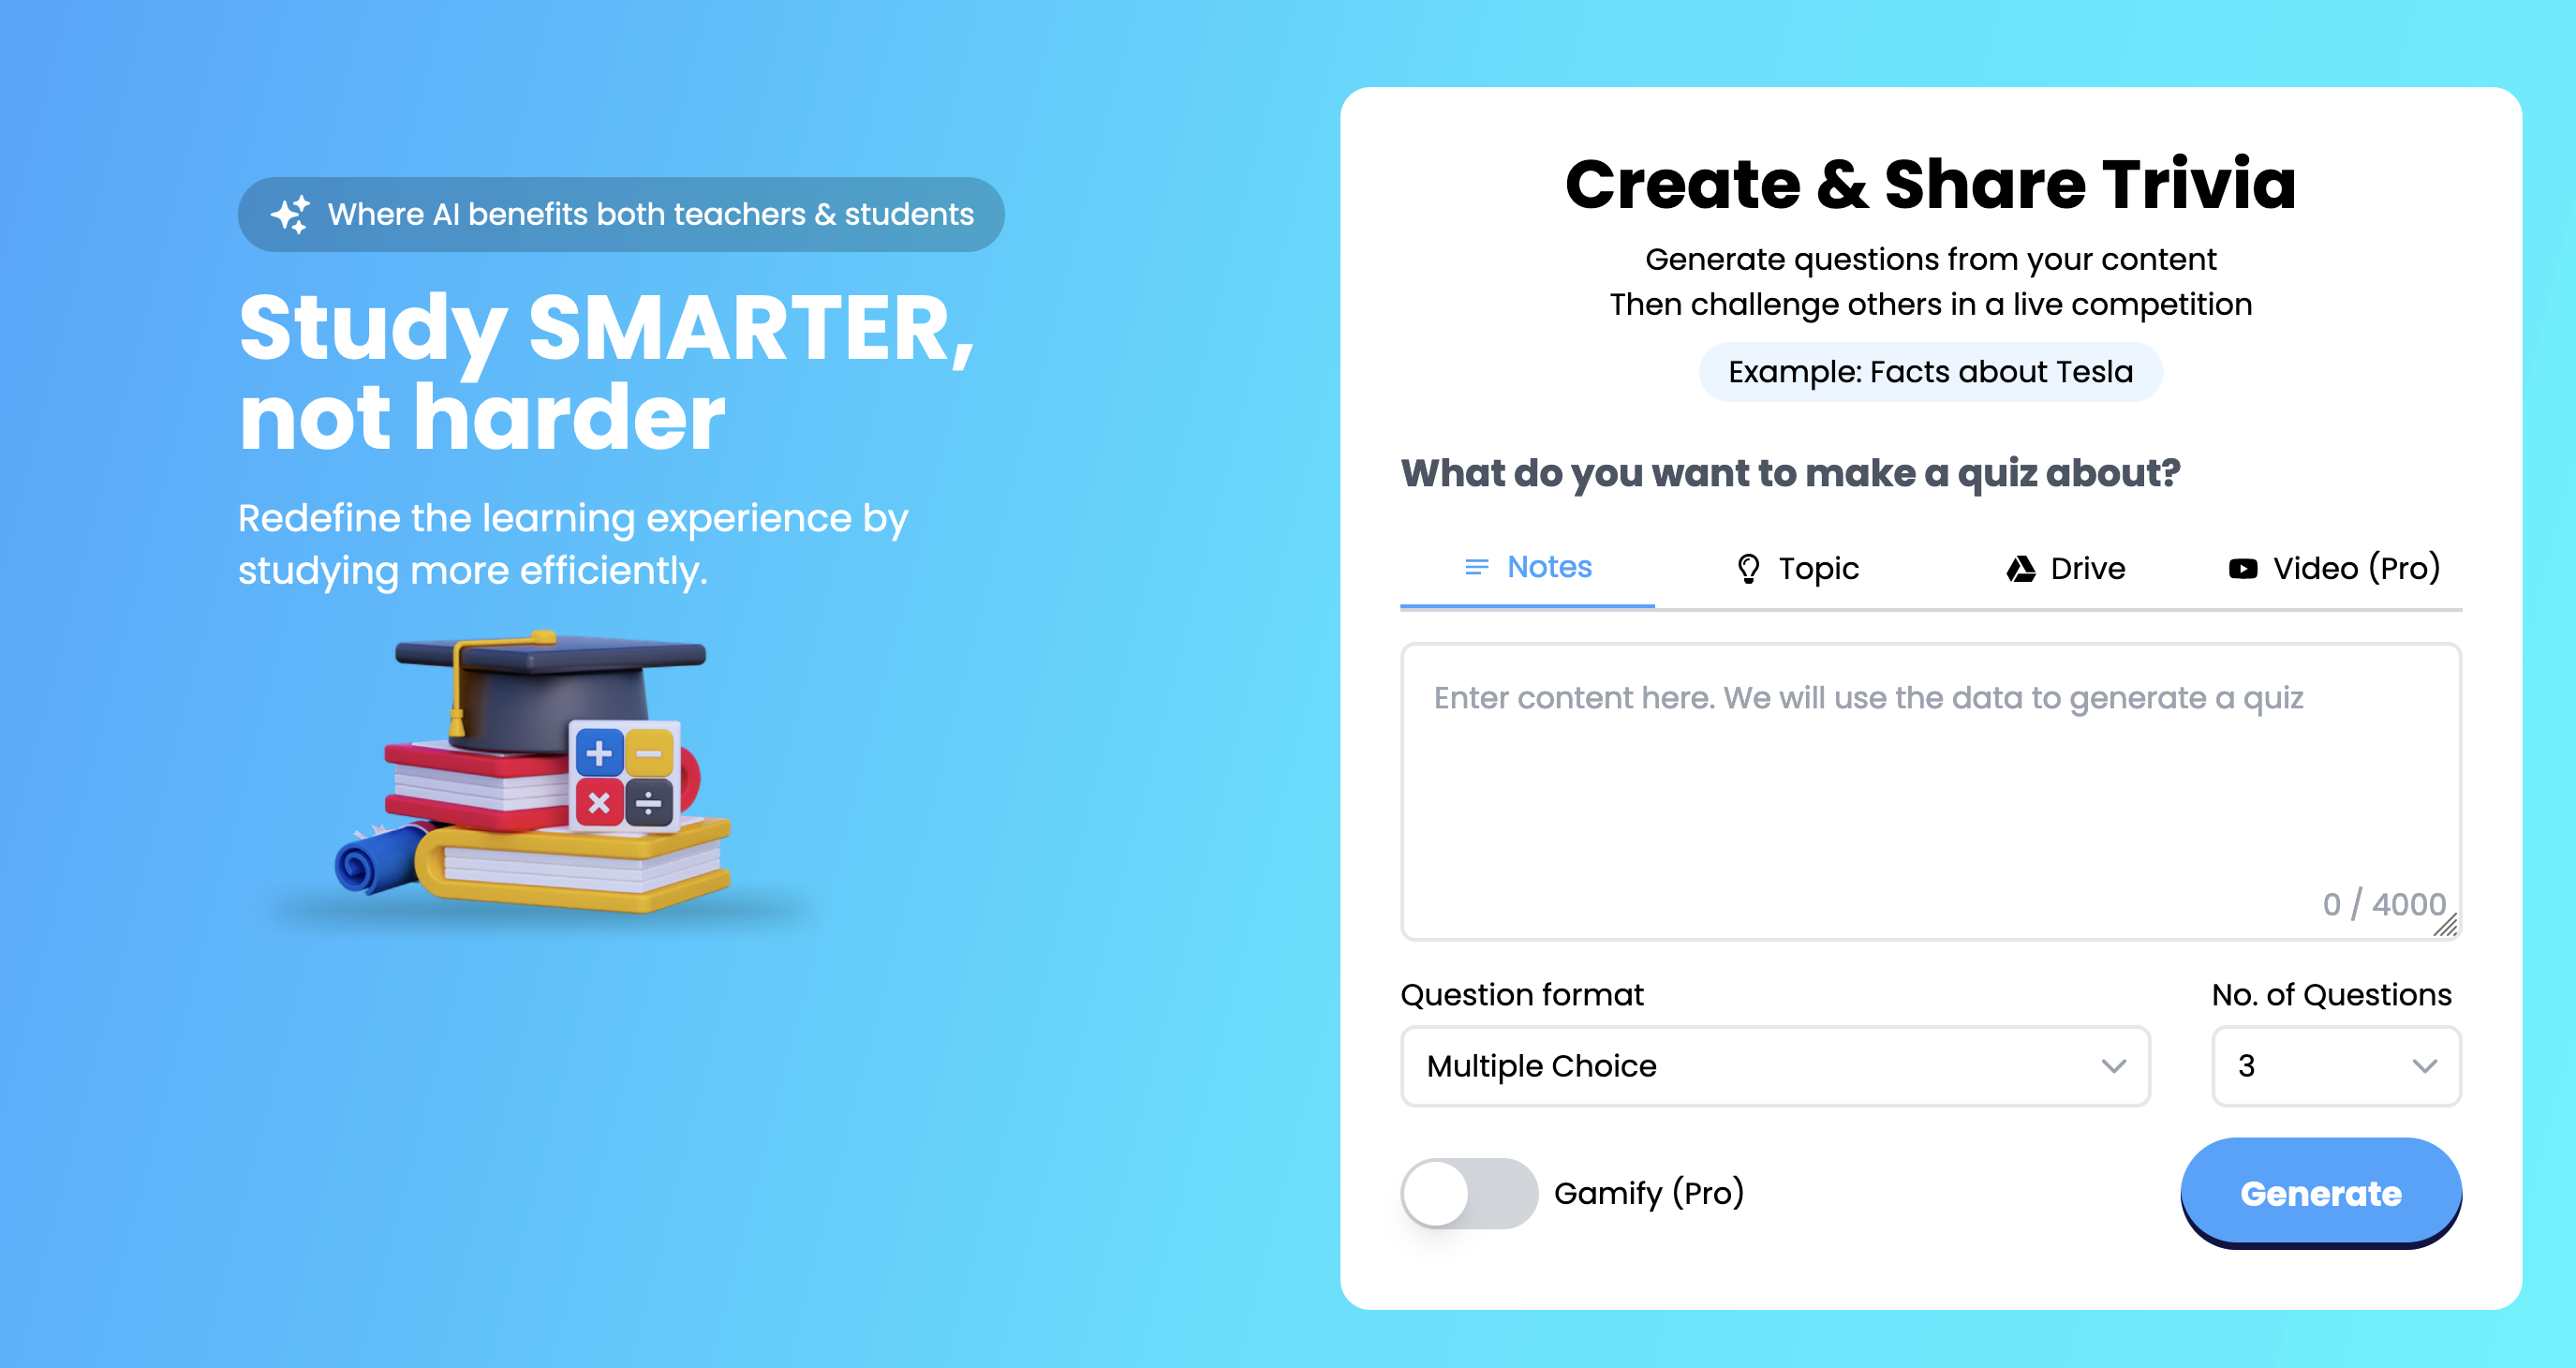 Where AI benefits both teachers & students
Study SMARTER,
not harder
Redefine the learning experience by
studying more efficiently.
Create & Share Trivia
Generate questions from your content
Then challenge others in a live competition
Example: Facts about Tesla
What do you want to make a quiz about?
Notes
Topic
Drive
Video (Pro)
Enter content here. We will use the data to generate a quiz
0 / 4000
Question format
No. of Questions
Multiple Choice
3
Gamify (Pro)
Generate